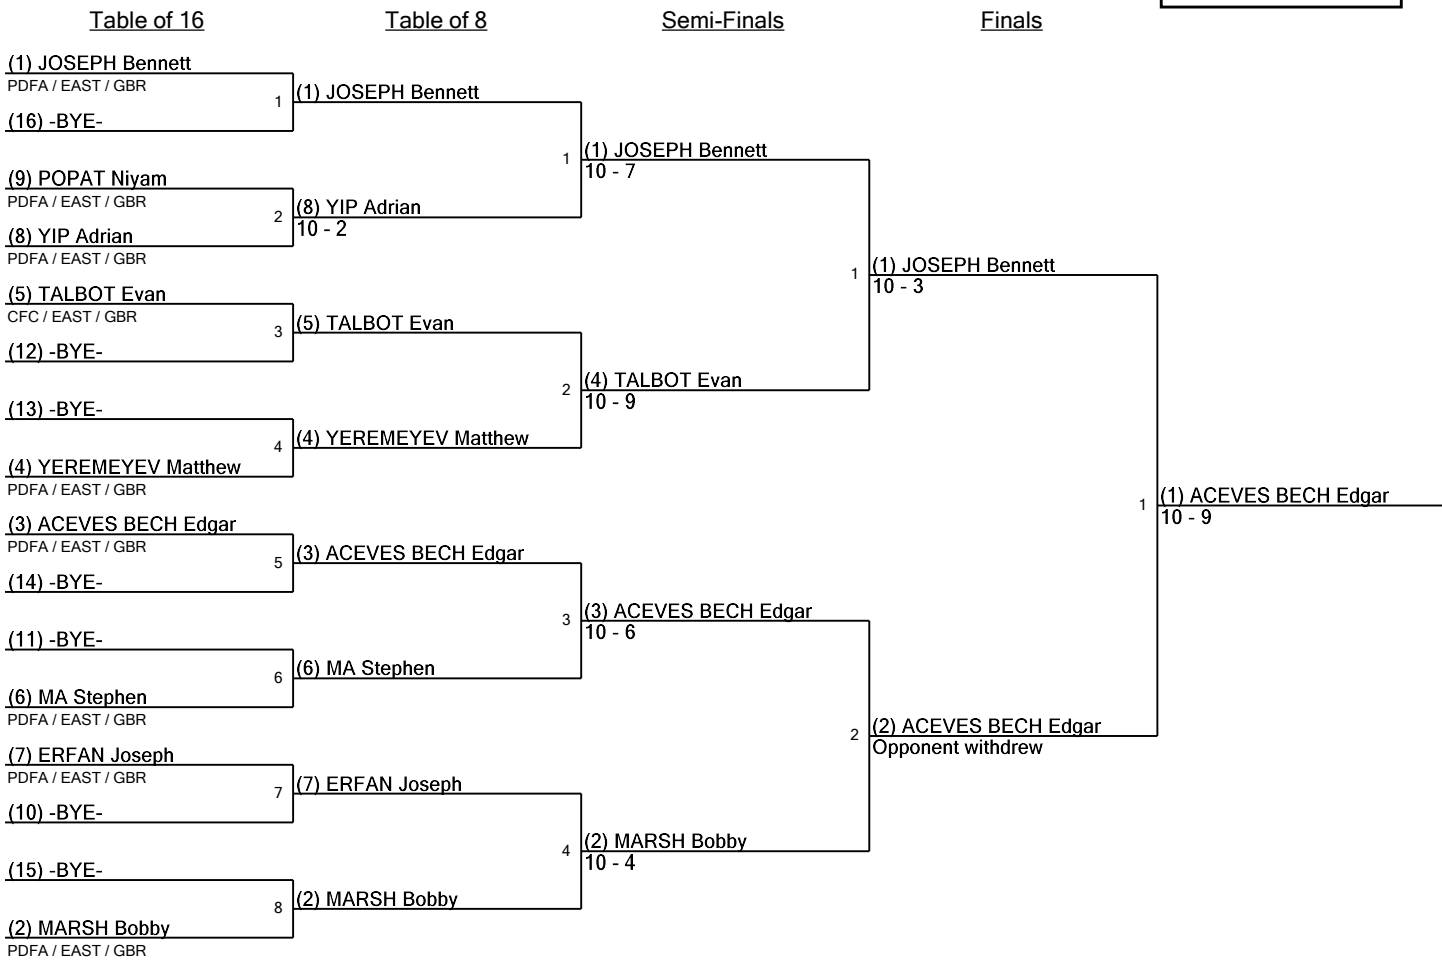 Table of 16
Table of 8
Semi-Finals
Finals
(1) JOSEPH Bennett
PDFA / EAST / GBR
1
(16) -BYE-
(9) POPAT Niyam
PDFA / EAST / GBR
2
(8) YIP Adrian
PDFA / EAST / GBR
(5) TALBOT Evan
CFC / EAST / GBR
3
(12) -BYE-
(13) -BYE-
4
(4) YEREMEYEV Matthew
PDFA / EAST / GBR
(3) ACEVES BECH Edgar
PDFA / EAST / GBR
5
(14) -BYE-
(11) -BYE-
6
(6) MA Stephen
PDFA / EAST / GBR
(7) ERFAN Joseph
PDFA / EAST / GBR
7
(10) -BYE-
(15) -BYE-
8
(2) MARSH Bobby
PDFA / EAST / GBR
(1) JOSEPH Bennett
1
(8) YIP Adrian
10 - 2
(5) TALBOT Evan
2
(4) YEREMEYEV Matthew
(3) ACEVES BECH Edgar
3
(6) MA Stephen
(7) ERFAN Joseph
4
(2) MARSH Bobby
(1) JOSEPH Bennett
10 - 7
1
(4) TALBOT Evan
10 - 9
(3) ACEVES BECH Edgar
10 - 6
2
(2) MARSH Bobby
10 - 4
(1) JOSEPH Bennett
10 - 3
1
(2) ACEVES BECH Edgar
Opponent withdrew
(1) ACEVES BECH Edgar
10 - 9